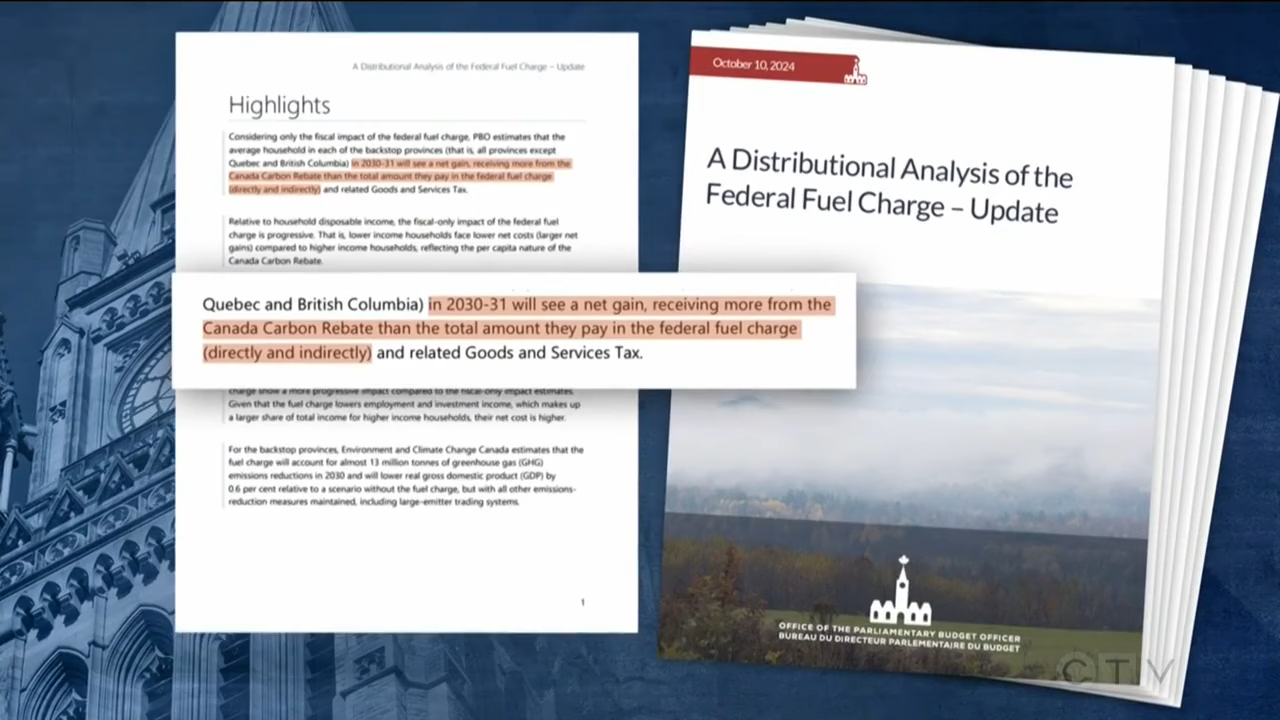 A Distributional Analysis of the Federal Fuel Charge – Update
Highlights
Considering only the fiscal impact of the federal fuel charge, PBO estimates that the
average household in each of the backstop provinces (that is, all provinces except
Quebec and British Columbia) in 2030-31 will see a net gain, receiving more from the
Canada Carbon Rebate than the total amount they pay in the federal fuel charge
(directly and indirectly) and related Goods and Services Tax.
Relative to household disposable income, the fiscal-only impact of the federal fuel
charge is progressive. That is, lower income households face lower net costs (larger net
gains) compared to higher income households, reflecting the per capita nature of the
Canada Carbon Rebate.
Quebec and British Columbia) in 2030-31 will see a net gain, receiving more from the
Canada Carbon Rebate than the total amount they pay in the federal fuel charge
(directly and indirectly) and related Goods and Services Tax.
charge show a more progressive impact compared to the fiscal-only impact estimates.
Given that the fuel charge lowers employment and investment income, which makes up
a larger share of total income for higher income households, their net cost is higher.
For the backstop provinces, Environment and Climate Change Canada estimates that the
fuel charge will account for almost 13 million tonnes of greenhouse gas (GHG)
emissions reductions in 2030 and will lower real gross domestic product (GDP) by
0.6 per cent relative to a scenario without the fuel charge, but with all other emissions-
reduction measures maintained, including large-emitter trading systems.
1
October 10, 2024
A Distributional Analysis of the
Federal Fuel Charge – Update
OFFICE OF THE PARLIAMENTARY BUDGET OFFICER
BUREAU DU DIRECTEUR PARLEMENTAIRE DU BUDGET
CTV